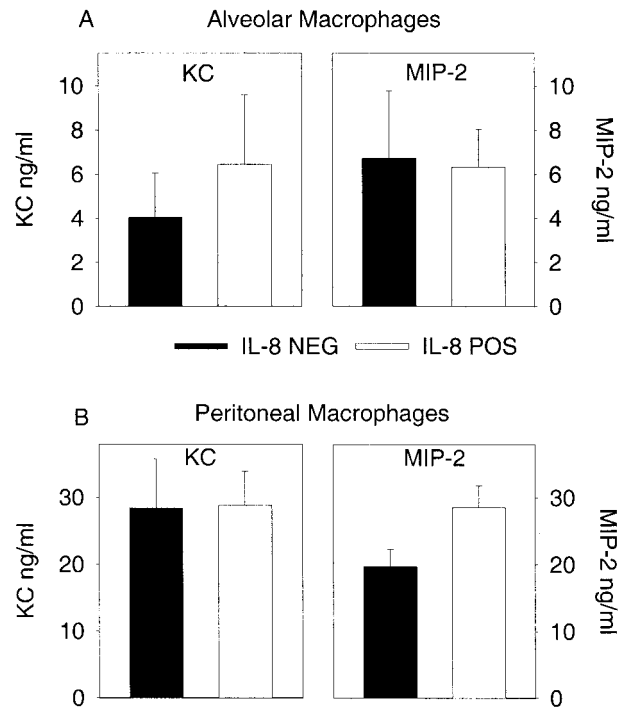 A Alveolar Macrophages
KC MIP-2
10 10
8 8
6 6
4 4
2 2
0 0
KC ng/ml
MIP-2 ng/ml
IL-8 NEG IL-8 POS
B Peritoneal Macrophages
KC MIP-2
30 30
20 20
10 10
0 0
KC ng/ml
MIP-2 ng/ml